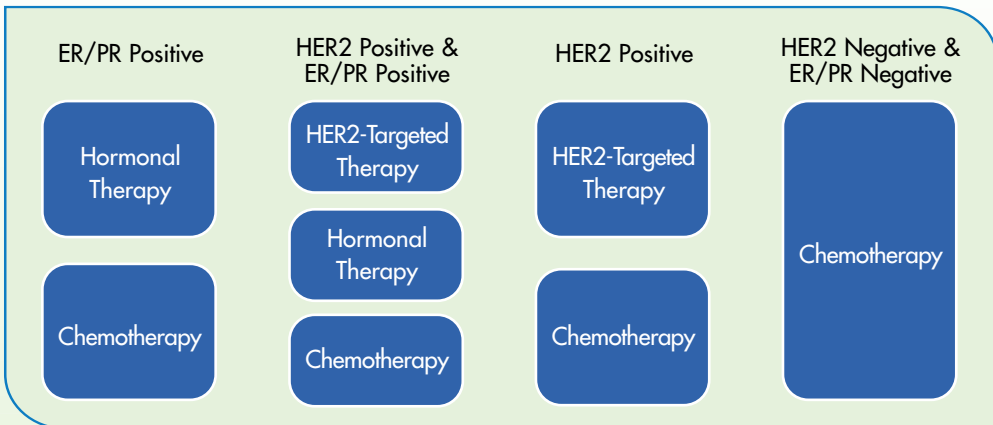 ER/PR Positive
Hormonal
Therapy
Chemotherapy
HER2 Positive &
ER/PR Positive
HER2-Targeted
Therapy
Hormonal
Therapy
Chemotherapy
HER2 Positive
HER2-Targeted
Therapy
Chemotherapy
HER2 Negative &
ER/PR Negative
Chemotherapy